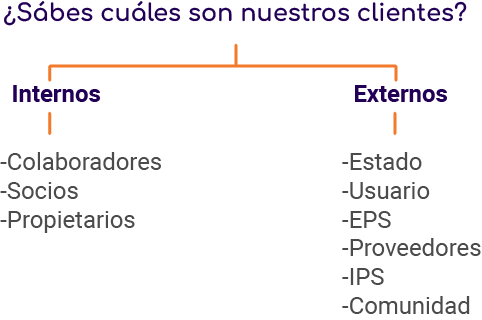 ¿Sábes cuáles son nuestros clientes?
Internos
-Colaboradores
-Socios
-Propietarios
Externos
-Estado
-Usuario
-EPS
-Proveedores
-IPS
-Comunidad